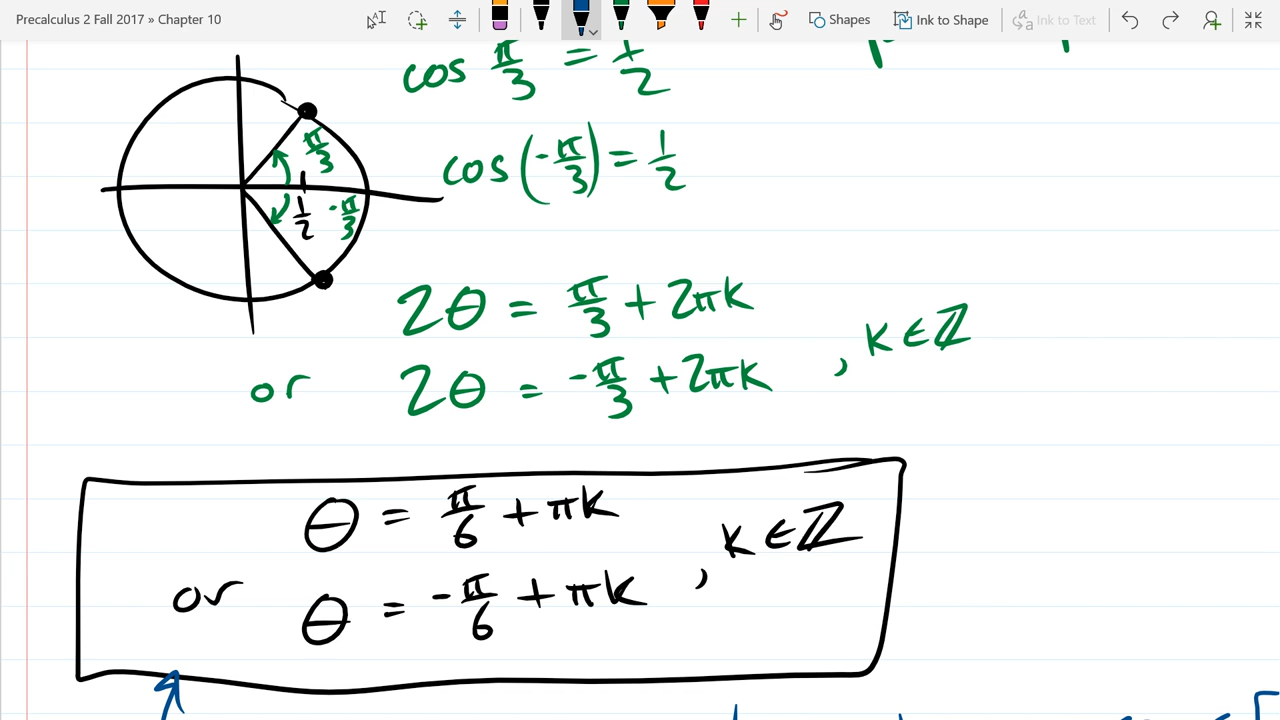 Precalculus 2 Fall 2017 » Chapter 10
Shapes
Ink to Shape
Ink to Text
cos π/3 = 1/2
cos(-π/3) = 1/2
π/3
1
1/2
-π/3
2θ = π/3 + 2πk
or 2θ = -π/3 + 2πk , k ∈ ℤ
θ = π/6 + πk
or θ = -π/6 + πk , k ∈ ℤ